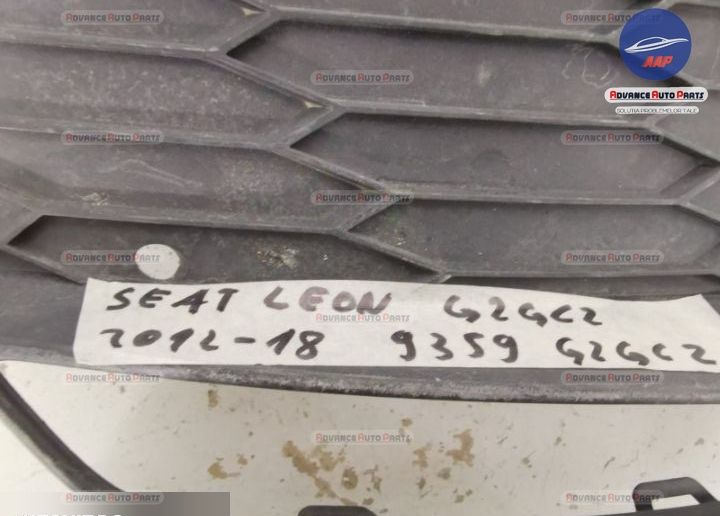 AAP
ADVANCE AUTO PARTS
SOLUTIA PROBLEMELOR TALE
SEAT LEON G2GC2
2012-18 9359 G2GC2